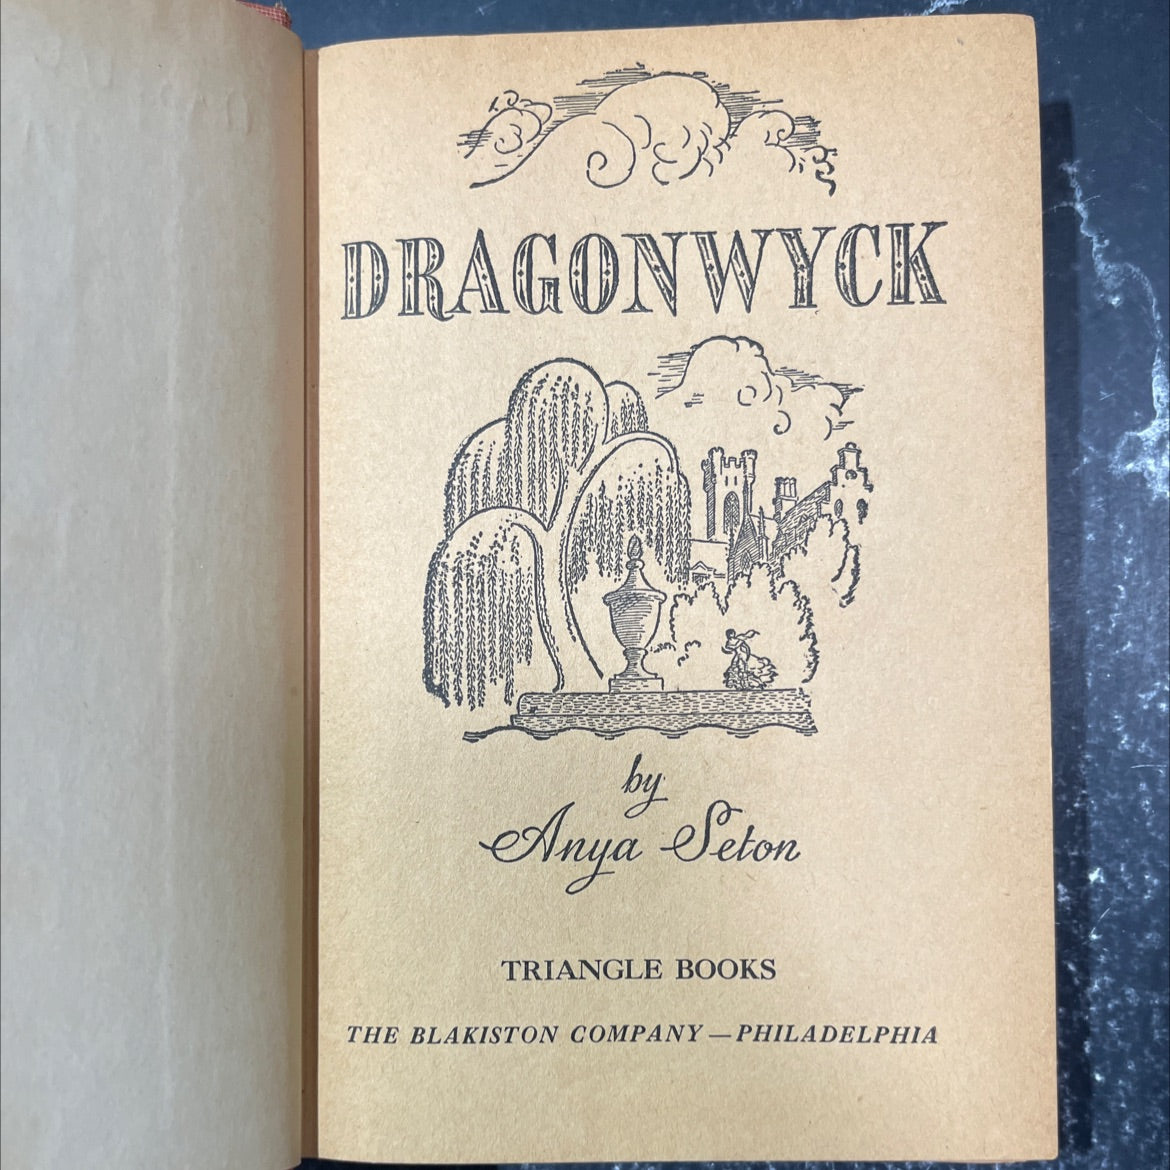 DRAGONWYCK
by
Anya Seton
TRIANGLE BOOKS
THE BLAKISTON COMPANY—PHILADELPHIA